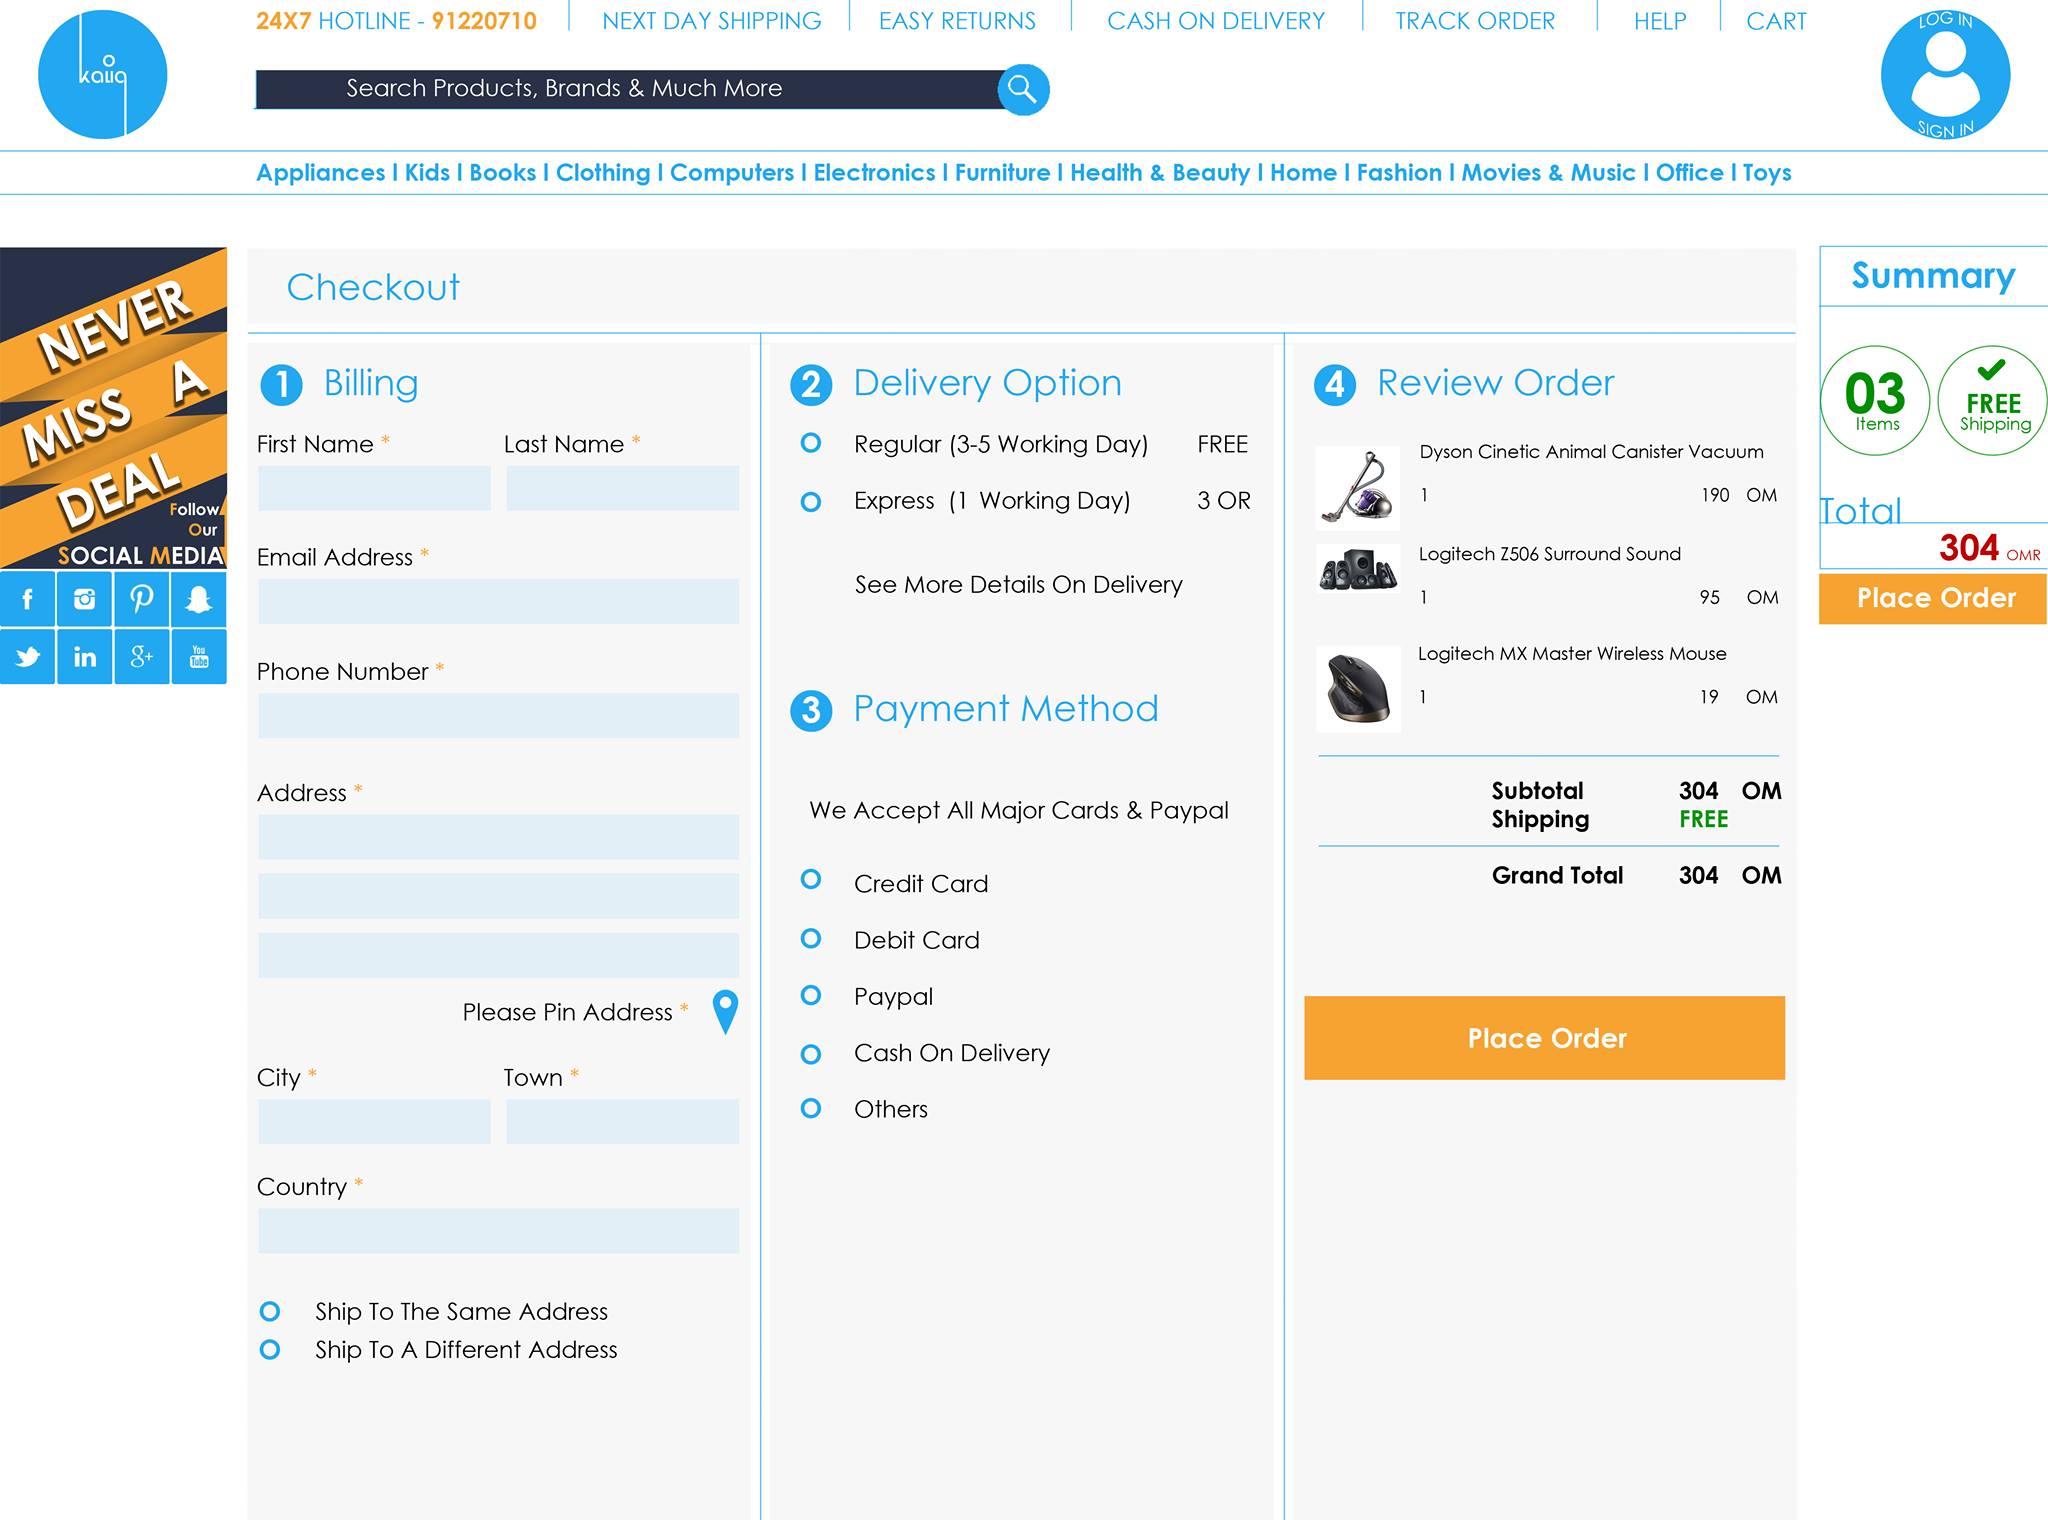 24X7 HOTLINE - 91220710
NEXT DAY SHIPPING
EASY RETURNS
CASH ON DELIVERY
TRACK ORDER
HELP
CART
LOG IN
SIGN IN
Search Products, Brands & Much More
Appliances l Kids l Books l Clothing l Computers l Electronics l Furniture l Health & Beauty l Home l Fashion l Movies & Music l Office l Toys
NEVER
MISS A
DEAL
Follow
Our
SOCIAL MEDIA
f
in
g+
You
Tube
Checkout
1 Billing
First Name *
Last Name *
Email Address *
Phone Number *
Address *
Please Pin Address *
City *
Town *
Country *
Ship To The Same Address
Ship To A Different Address
2 Delivery Option
Regular (3-5 Working Day) FREE
Express (1 Working Day) 3 OR
See More Details On Delivery
3 Payment Method
We Accept All Major Cards & Paypal
Credit Card
Debit Card
Paypal
Cash On Delivery
Others
4 Review Order
Dyson Cinetic Animal Canister Vacuum
1 190 OM
Logitech Z506 Surround Sound
1 95 OM
Logitech MX Master Wireless Mouse
1 19 OM
Subtotal 304 OM
Shipping FREE
Grand Total 304 OM
Place Order
Summary
03
Items
FREE
Shipping
Total
304 OMR
Place Order